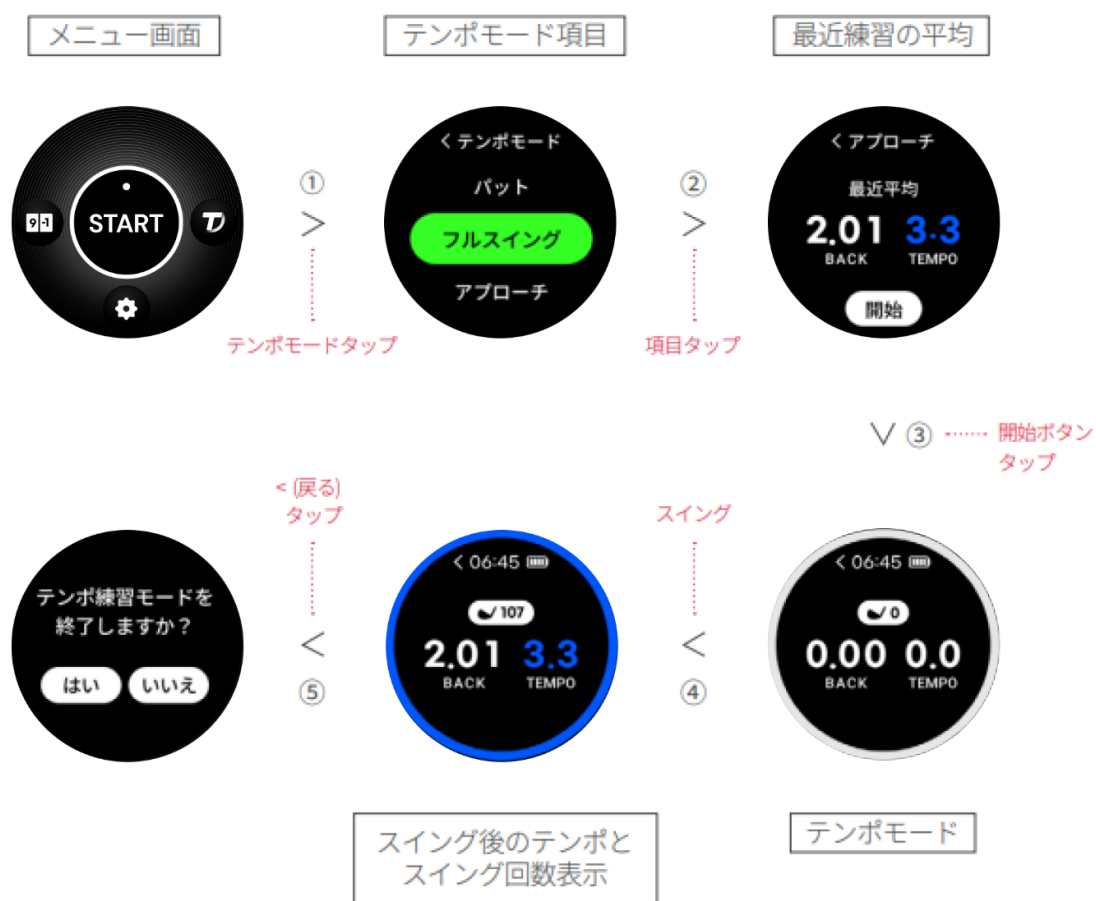 メニュー画面
テンポモード項目
最近練習の平均
START
9-1
TD
①
>
テンポモードタップ
< テンポモード
パット
フルスイング
アプローチ
②
>
項目タップ
< アプローチ
最近平均
2.01 3.3
BACK TEMPO
開始
③
開始ボタン
タップ
< 06:45
0
0.00 0.0
BACK TEMPO
テンポモード
スイング
<
④
< 06:45
107
2.01 3.3
BACK TEMPO
スイング後のテンポと
スイング回数表示
< (戻る)
タップ
<
⑤
テンポ練習モードを
終了しますか？
はい いいえ